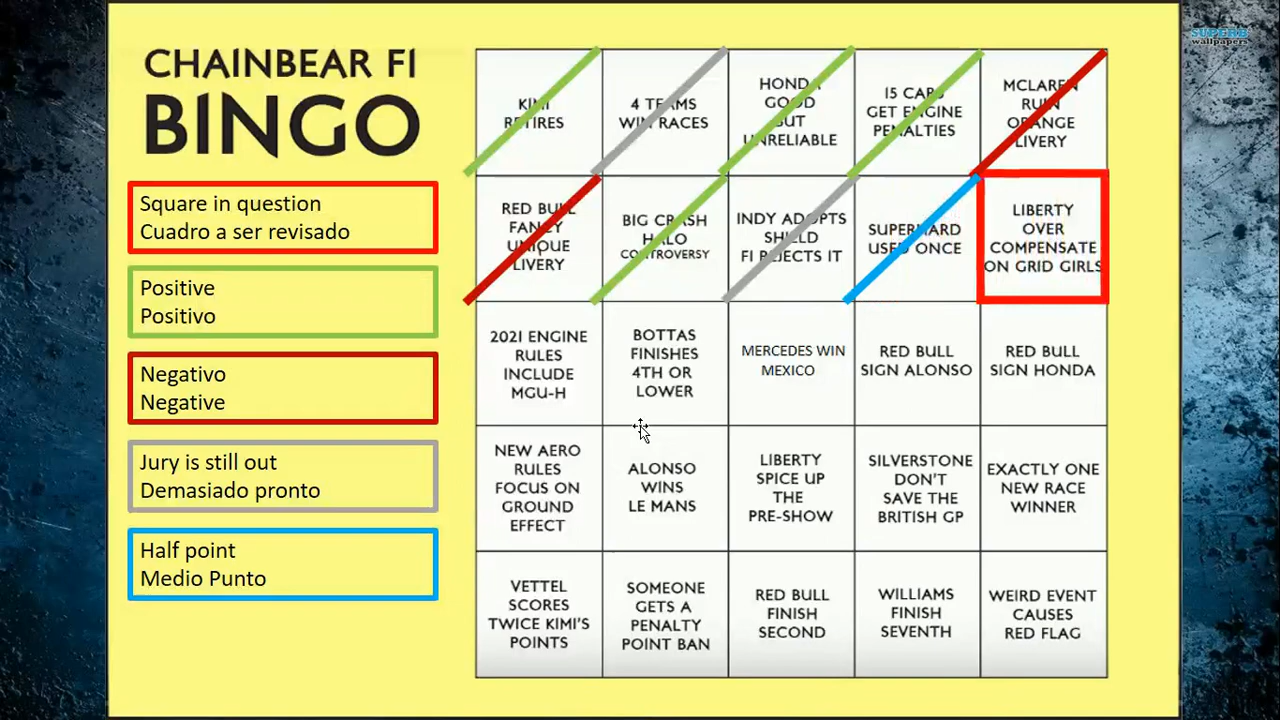 CHAINBEAR F1
BINGO
Square in question
Cuadro a ser revisado
Positive
Positivo
Negativo
Negative
Jury is still out
Demasiado pronto
Half point
Medio Punto
KIMI
RETIRES
4 TEAMS
WIN RACES
HONDA
GOOD
BUT
UNRELIABLE
15 CARS
GET ENGINE
PENALTIES
MCLAREN
RUIN
ORANGE
LIVERY
RED BULL
FANCY
UNIQUE
LIVERY
BIG CRASH
HALO
CONTROVERSY
INDY ADOPTS
SHIELD
F1 REJECTS IT
SUPERHARD
USED ONCE
LIBERTY
OVER
COMPENSATE
ON GRID GIRLS
2021 ENGINE
RULES
INCLUDE
MGU-H
BOTTAS
FINISHES
4TH OR
LOWER
MERCEDES WIN
MEXICO
RED BULL
SIGN ALONSO
RED BULL
SIGN HONDA
NEW AERO
RULES
FOCUS ON
GROUND
EFFECT
ALONSO
WINS
LE MANS
LIBERTY
SPICE UP
THE
PRE-SHOW
SILVERSTONE
DON'T
SAVE THE
BRITISH GP
EXACTLY ONE
NEW RACE
WINNER
VETTEL
SCORES
TWICE KIMI'S
POINTS
SOMEONE
GETS A
PENALTY
POINT BAN
RED BULL
FINISH
SECOND
WILLIAMS
FINISH
SEVENTH
WEIRD EVENT
CAUSES
RED FLAG
SUPERB
wallpapers